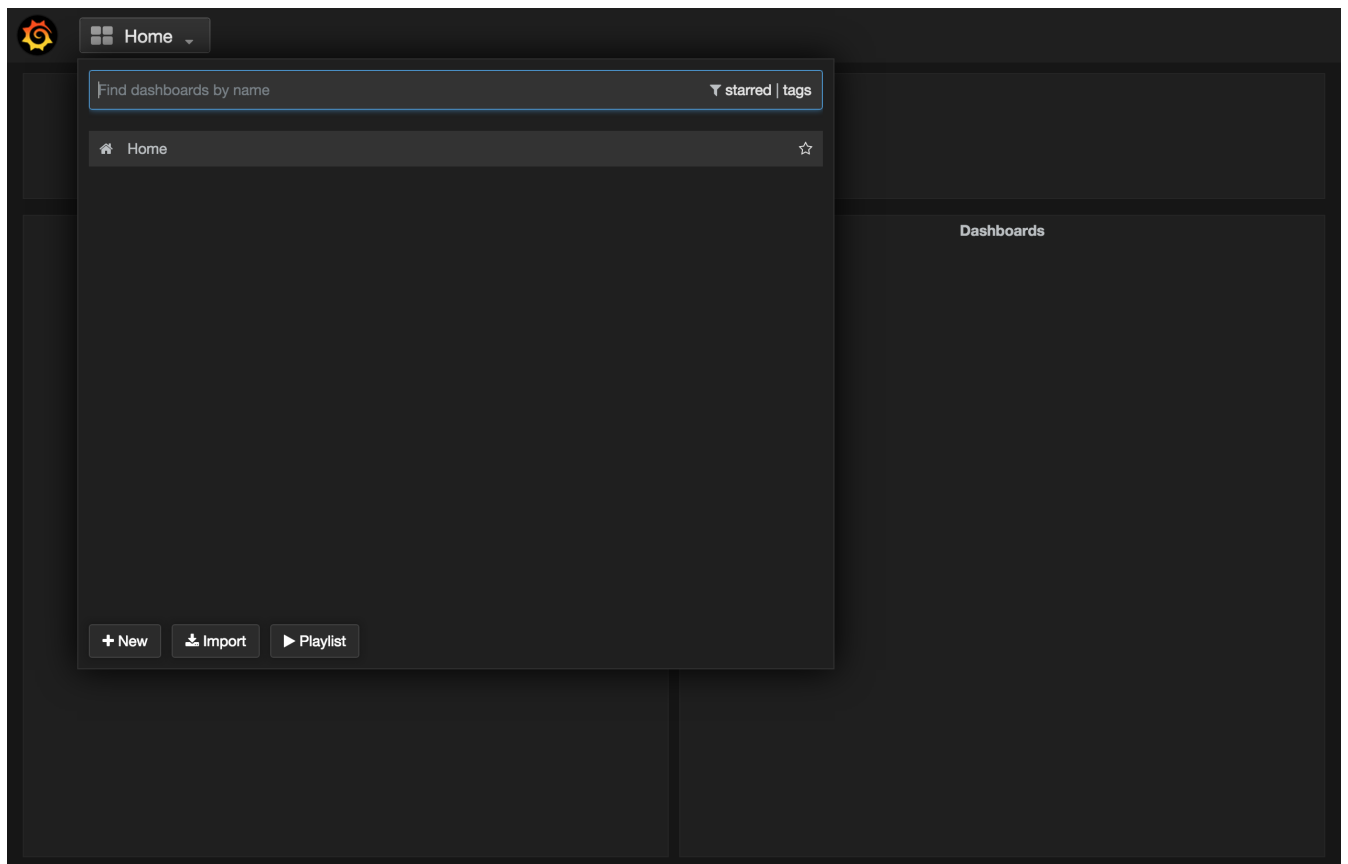 Home
Find dashboards by name
starred | tags
Home
Dashboards
New
Import
Playlist